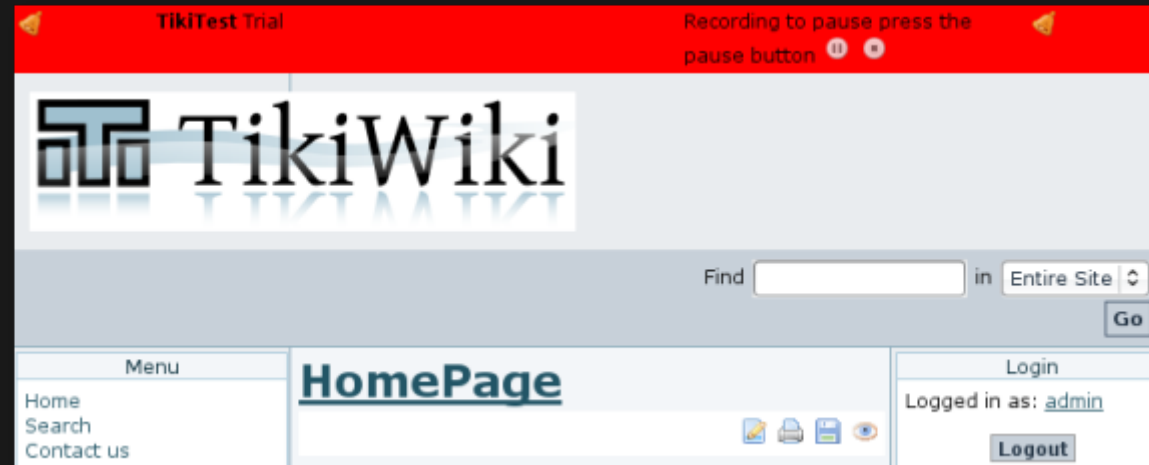 TikiTest Trial
Recording to pause press the
pause button
TikiWiki
Find
in Entire Site
Go
Menu
Home
Search
Contact us
HomePage
Login
Logged in as: admin
Logout